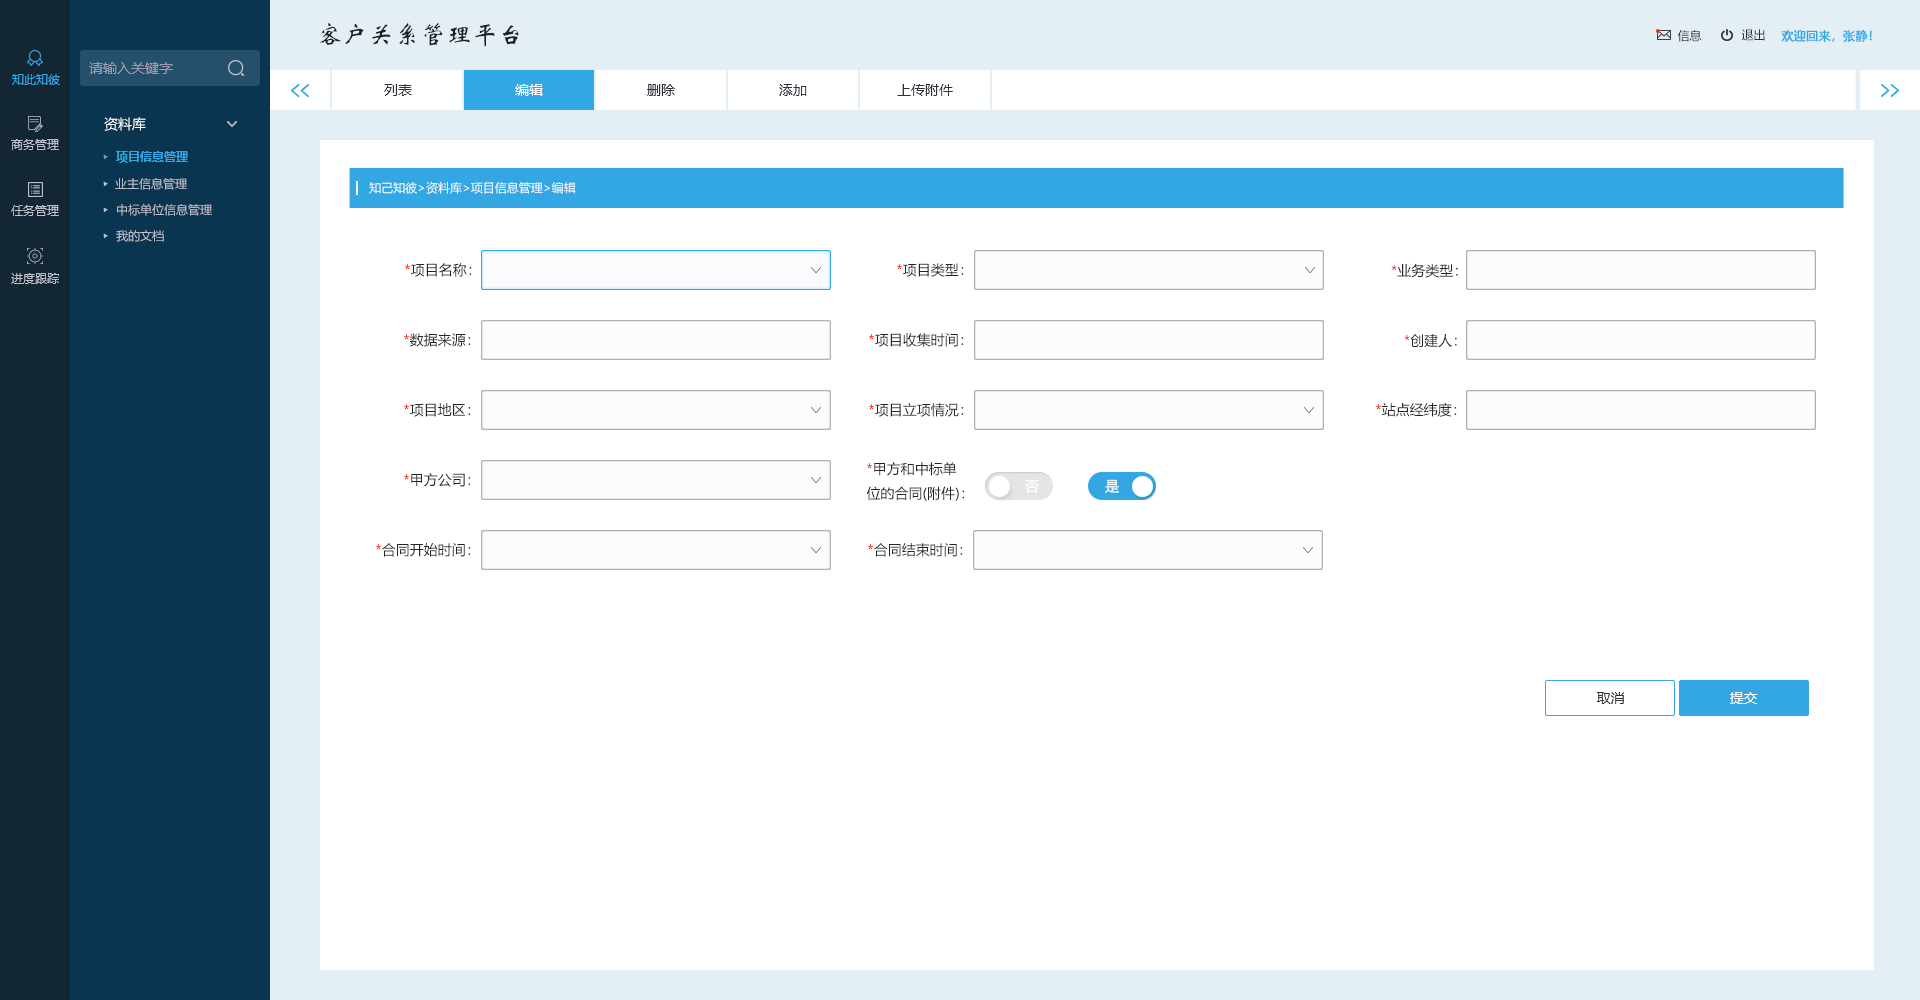 客户关系管理平台
信息
退出
欢迎回来，张静！
知此知彼
商务管理
任务管理
进度跟踪
请输入关键字
资料库
项目信息管理
业主信息管理
中标单位信息管理
我的文档
列表
编辑
删除
添加
上传附件
知己知彼>资料库>项目信息管理>编辑
*项目名称：
*项目类型：
*业务类型：
*数据来源：
*项目收集时间：
*创建人：
*项目地区：
*项目立项情况：
*站点经纬度：
*甲方公司：
*甲方和中标单
位的合同(附件)：
否
是
*合同开始时间：
*合同结束时间：
取消
提交